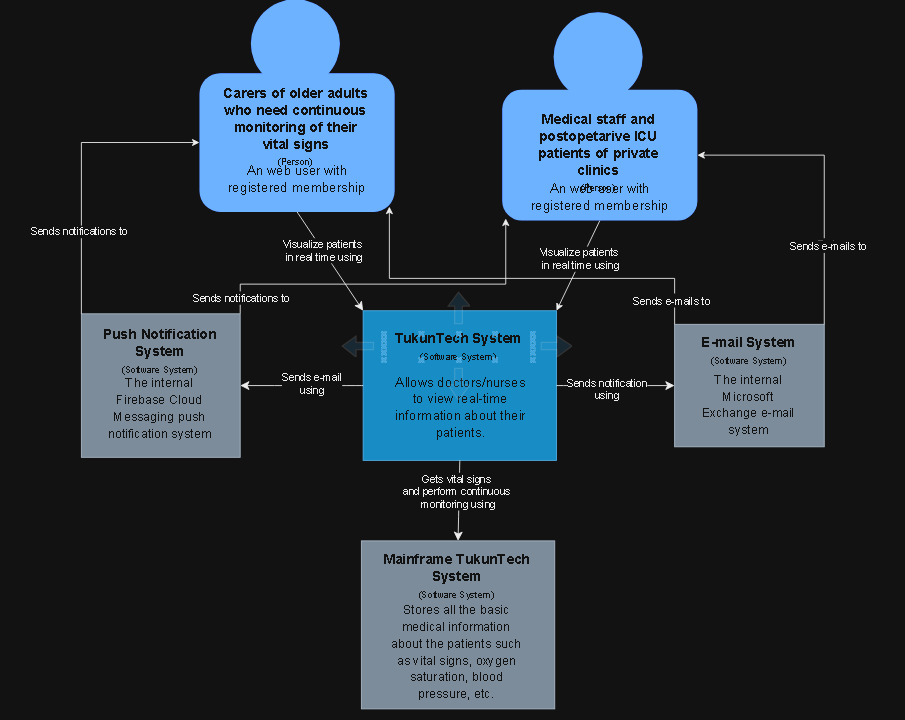 Carers of older adults
who need continuous
monitoring of their
vital signs
(Person)
An web user with
registered membership
Medical staff and
postopetarive ICU
patients of private
clinics
(Person)
An web user with
registered membership
Sends notifications to
Visualize patients
in real time using
Visualize patients
in real time using
Sends e-mails to
Sends notifications to
Sends e-mails to
Push Notification
System
(Software System)
The internal
Firebase Cloud
Messaging push
notification system
Sends e-mail
using
TukunTech System
(Software System)
Allows doctors/nurses
to view real-time
information about their
patients.
Sends notification
using
E-mail System
(Software System)
The internal
Microsoft
Exchange e-mail
system
Gets vital signs
and perform continuous
monitoring using
Mainframe TukunTech
System
(Software System)
Stores all the basic
medical information
about the patients such
as vital signs, oxygen
saturation, blood
pressure, etc.